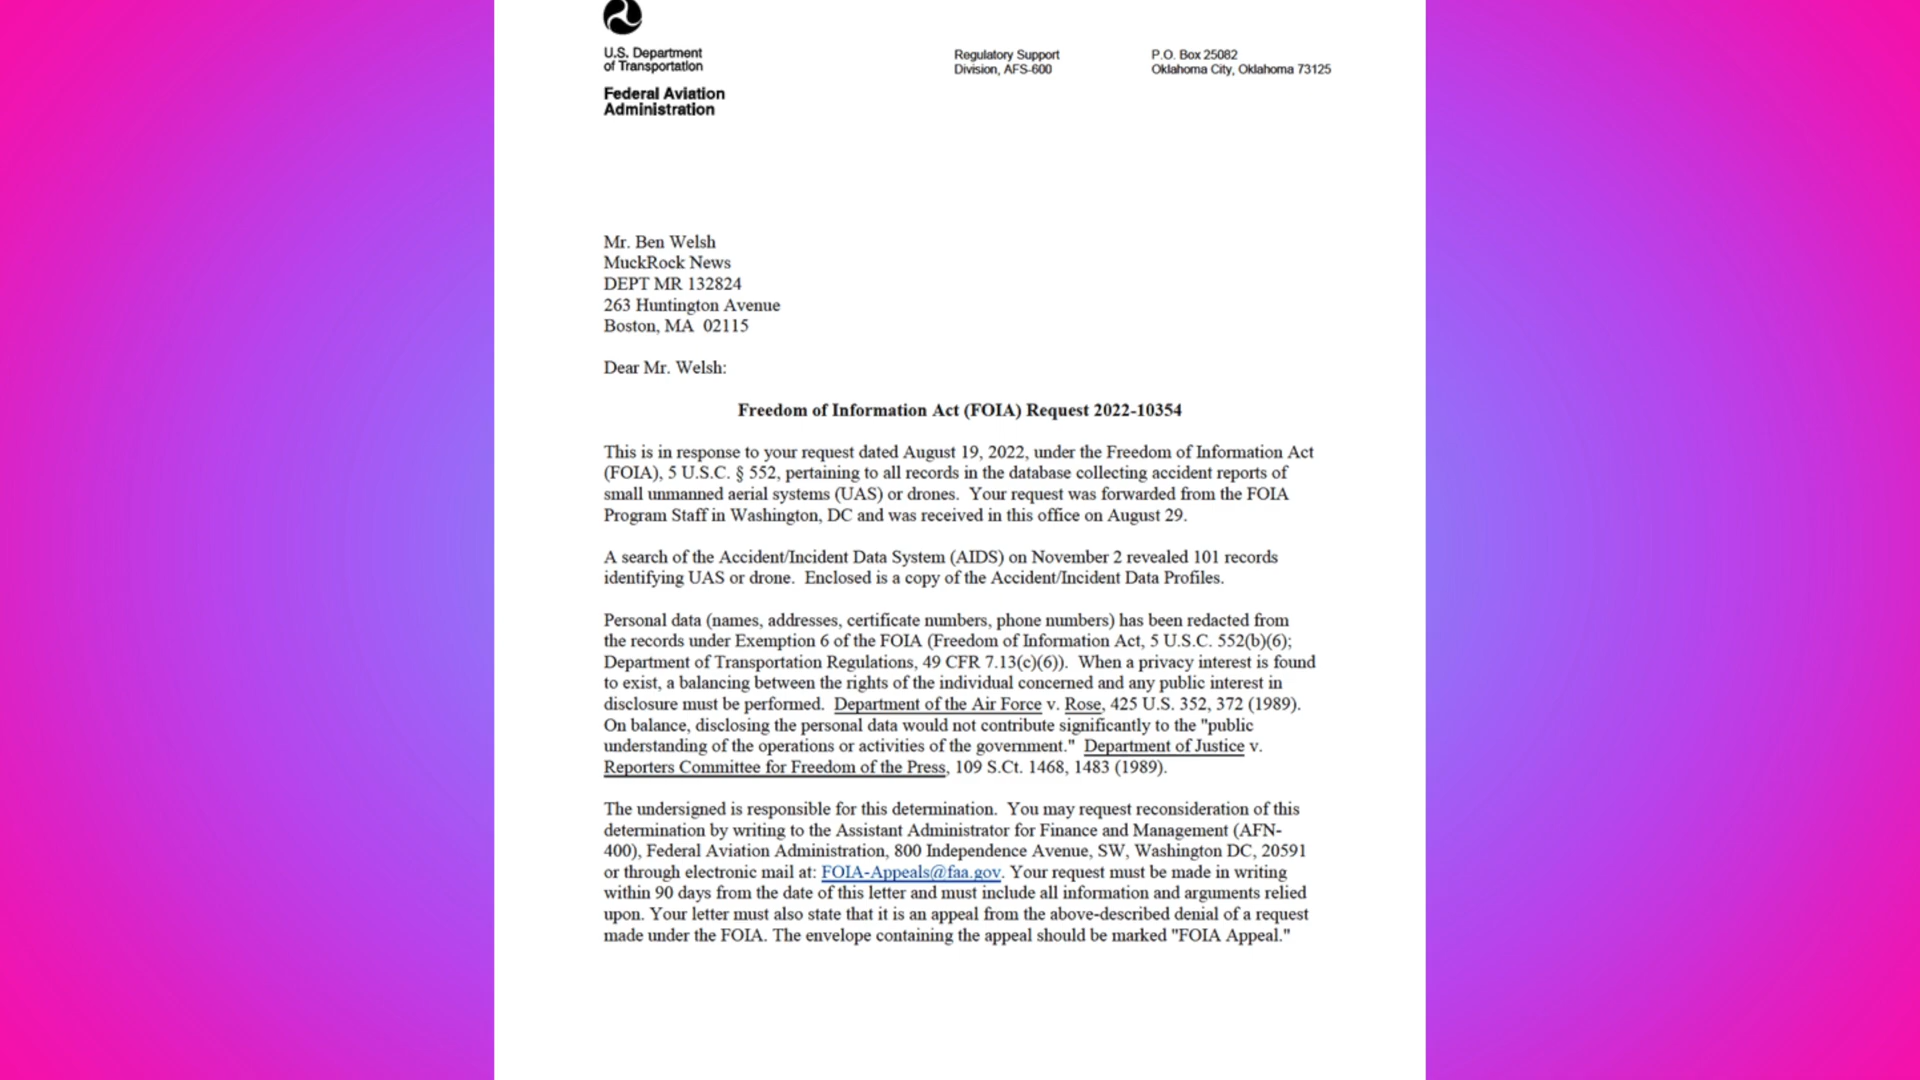 U.S. Department
of Transportation
Federal Aviation
Administration
Regulatory Support
Division, AFS-600
P.O. Box 25082
Oklahoma City, Oklahoma 73125
Mr. Ben Welsh
MuckRock News
DEPT MR 132824
263 Huntington Avenue
Boston, MA  02115
Dear Mr. Welsh:
Freedom of Information Act (FOIA) Request 2022-10354
This is in response to your request dated August 19, 2022, under the Freedom of Information Act
(FOIA), 5 U.S.C. § 552, pertaining to all records in the database collecting accident reports of
small unmanned aerial systems (UAS) or drones.  Your request was forwarded from the FOIA
Program Staff in Washington, DC and was received in this office on August 29.
A search of the Accident/Incident Data System (AIDS) on November 2 revealed 101 records
identifying UAS or drone.  Enclosed is a copy of the Accident/Incident Data Profiles.
Personal data (names, addresses, certificate numbers, phone numbers) has been redacted from
the records under Exemption 6 of the FOIA (Freedom of Information Act, 5 U.S.C. 552(b)(6);
Department of Transportation Regulations, 49 CFR 7.13(c)(6)).  When a privacy interest is found
to exist, a balancing between the rights of the individual concerned and any public interest in
disclosure must be performed.  Department of the Air Force v. Rose, 425 U.S. 352, 372 (1989).
On balance, disclosing the personal data would not contribute significantly to the "public
understanding of the operations or activities of the government."  Department of Justice v.
Reporters Committee for Freedom of the Press, 109 S.Ct. 1468, 1483 (1989).
The undersigned is responsible for this determination.  You may request reconsideration of this
determination by writing to the Assistant Administrator for Finance and Management (AFN-
400), Federal Aviation Administration, 800 Independence Avenue, SW, Washington DC, 20591
or through electronic mail at: FOIA-Appeals@faa.gov. Your request must be made in writing
within 90 days from the date of this letter and must include all information and arguments relied
upon. Your letter must also state that it is an appeal from the above-described denial of a request
made under the FOIA. The envelope containing the appeal should be marked "FOIA Appeal."